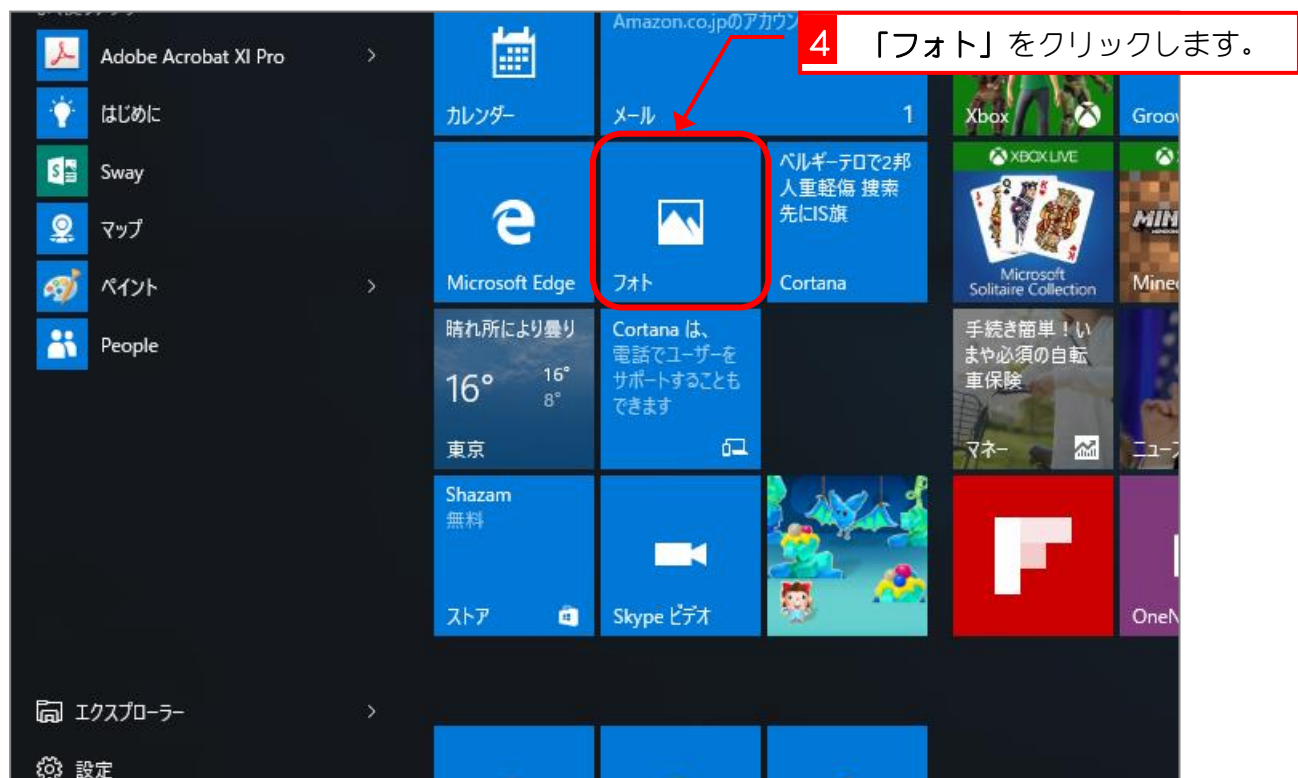 Adobe Acrobat XI Pro
はじめに
Sway
マップ
ペイント
People
エクスプローラー
設定
4 「フォト」をクリックします。
Amazon.co.jpのアカウン
カレンダー
メール
1
Xbox
Groov
Microsoft Edge
フォト
ベルギーテロで2邦
人重軽傷 捜索
先にIS旗
Cortana
XBOX LIVE
Microsoft
Solitaire Collection
MIN
Minec
晴れ所により曇り
16°
16°
8°
東京
Cortana は、
電話でユーザーを
サポートすることも
できます
手続き簡単！い
まや必須の自転
車保険
マネー
ニュー
Shazam
無料
ストア
Skype ビデオ
OneN